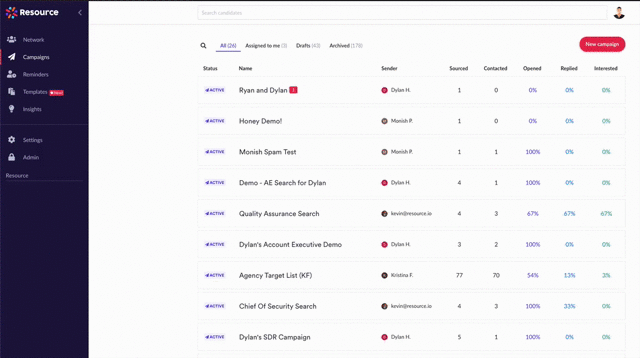 Resource
Search candidates
Network
Campaigns
Reminders
Templates New
Insights
Settings
Admin
Resource
All (26) Assigned to me (3) Drafts (43) Archived (178)
New campaign
Status Name Sender Sourced Contacted Opened Replied Interested
ACTIVE Ryan and Dylan 1 Dylan H. 1 0 0% 0% 0%
ACTIVE Honey Demo! Monish P. 1 0 0% 0% 0%
ACTIVE Monish Spam Test Monish P. 1 1 100% 0% 0%
ACTIVE Demo - AE Search for Dylan Dylan H. 4 1 100% 0% 0%
ACTIVE Quality Assurance Search kevin@resource.io 4 3 67% 67% 67%
ACTIVE Dylan's Account Executive Demo Dylan H. 3 2 100% 0% 0%
ACTIVE Agency Target List (KF) Kristina F. 77 70 54% 13% 3%
ACTIVE Chief Of Security Search kevin@resource.io 4 3 100% 33% 0%
ACTIVE Dylan's SDR Campaign Dylan H. 5 1 100% 0% 0%